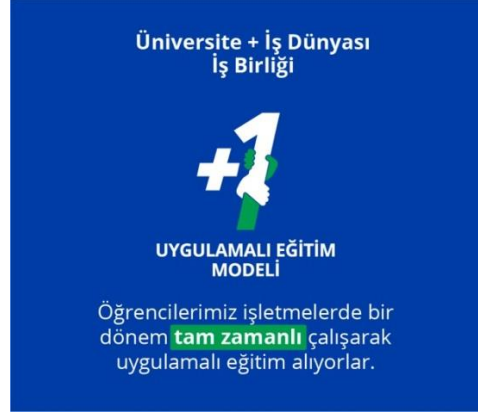 Üniversite + İş Dünyası
İş Birliği
+1
UYGULAMALI EĞİTİM
MODELİ
Öğrencilerimiz işletmelerde bir
dönem tam zamanlı çalışarak
uygulamalı eğitim alıyorlar.